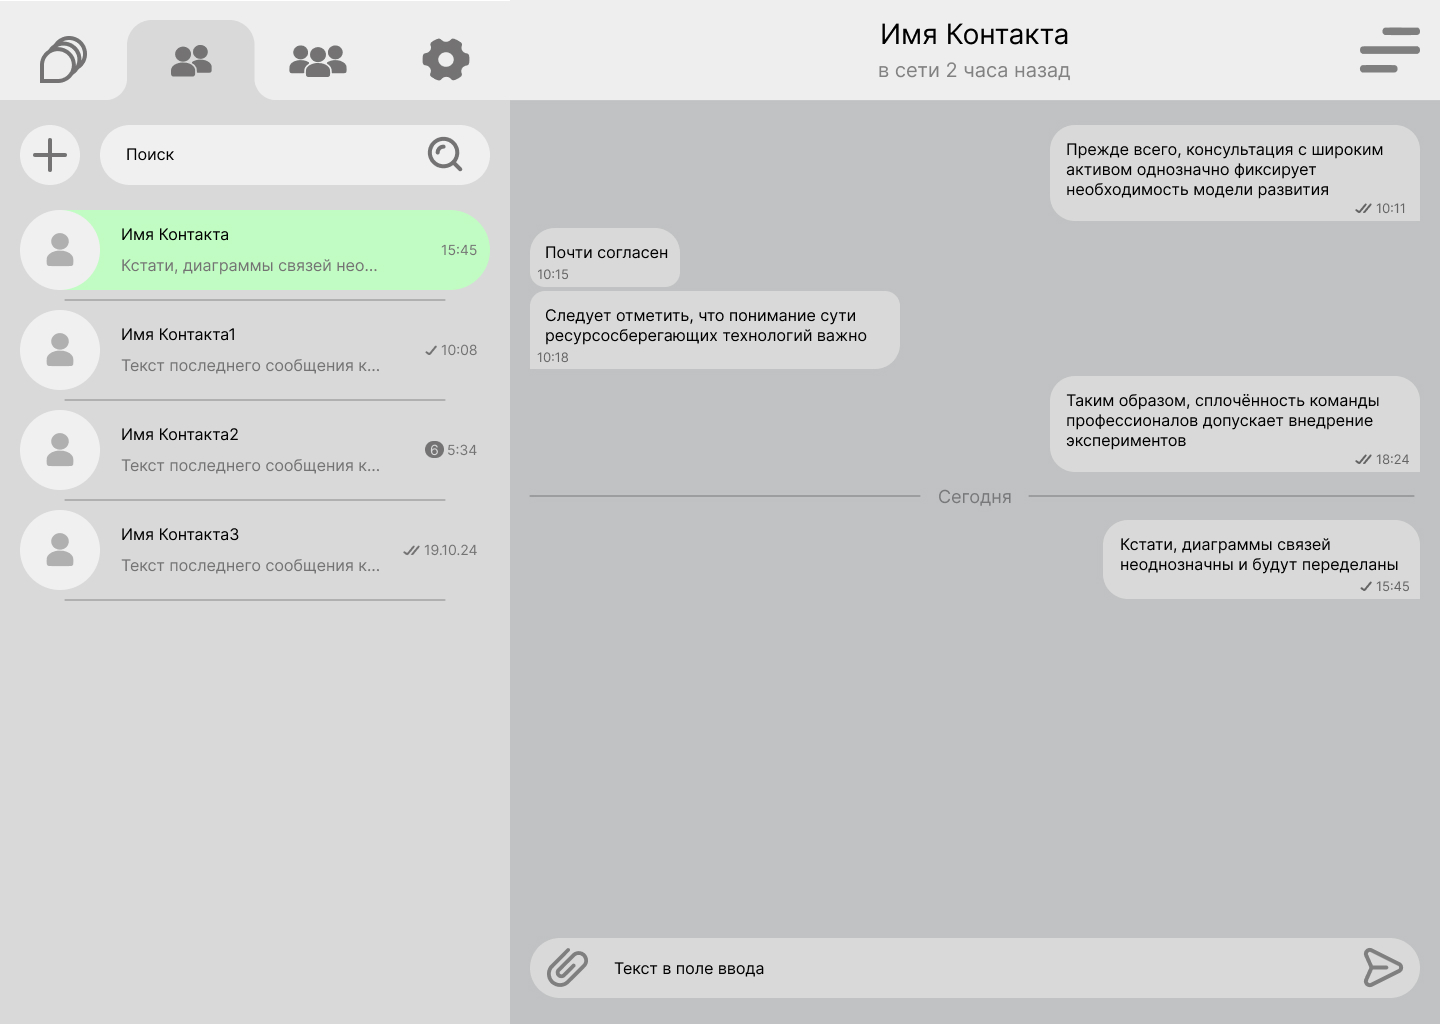 Имя Контакта
в сети 2 часа назад
Поиск
Имя Контакта
15:45
Кстати, диаграммы связей нео...
Имя Контакта1
10:08
Текст последнего сообщения к...
Имя Контакта2
6 5:34
Текст последнего сообщения к...
Имя Контакта3
19.10.24
Текст последнего сообщения к...
Прежде всего, консультация с широким
активом однозначно фиксирует
необходимость модели развития
10:11
Почти согласен
10:15
Следует отметить, что понимание сути
ресурсосберегающих технологий важно
10:18
Таким образом, сплочённость команды
профессионалов допускает внедрение
экспериментов
18:24
Сегодня
Кстати, диаграммы связей
неоднозначны и будут переделаны
15:45
Текст в поле ввода